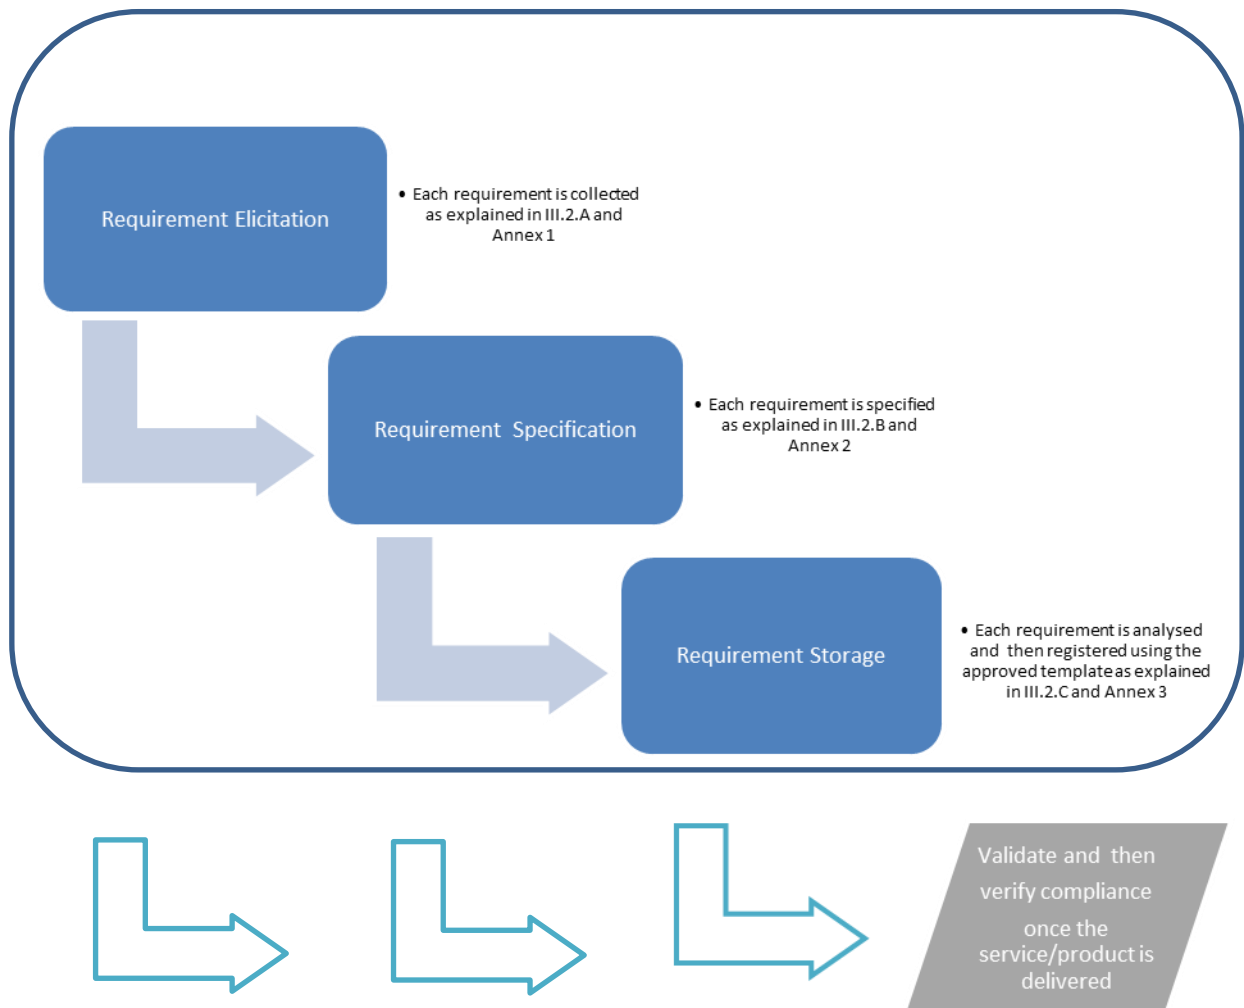 Requirement Elicitation
• Each requirement is collected
as explained in III.2.A and
Annex 1
Requirement Specification
• Each requirement is specified
as explained in III.2.B and
Annex 2
Requirement Storage
• Each requirement is analysed
and then registered using the
approved template as explained
in III.2.C and Annex 3
Validate and then
verify compliance
once the
service/product is
delivered